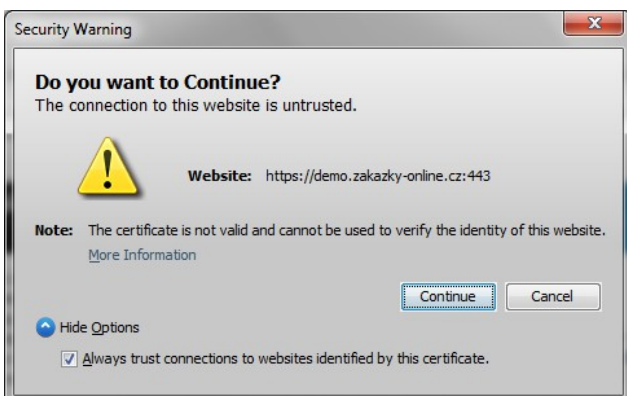 Security Warning
Do you want to Continue?
The connection to this website is untrusted.
Website: https://demo.zakazky-online.cz:443
Note: The certificate is not valid and cannot be used to verify the identity of this website.
More Information
Continue Cancel
Hide Options
Always trust connections to websites identified by this certificate.